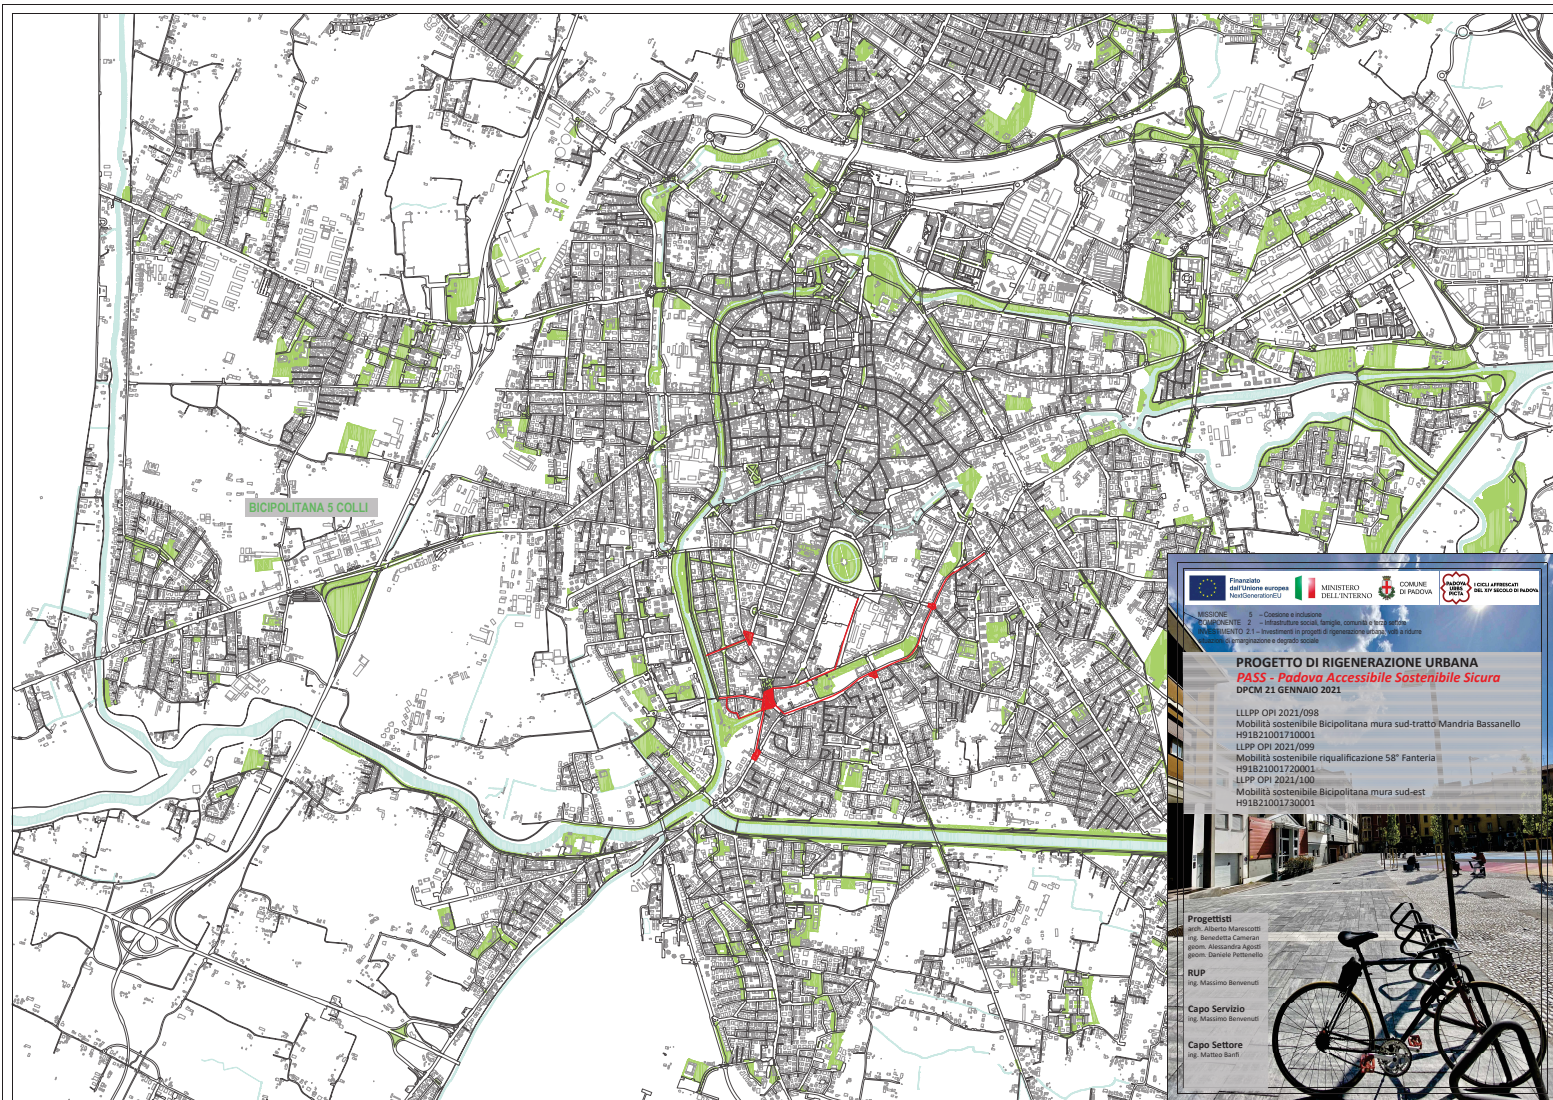 BICIPOLITANA 5 COLLI
Finanziato
dall'Unione europea
NextGenerationEU
MINISTERO
DELL'INTERNO
COMUNE
DI PADOVA
PADOVA
URBS
PICTA
I CICLI AFFRESCATI
DEL XIV SECOLO DI PADOVA
MISSIONE 5 – Coesione e inclusione
COMPONENTE 2 – Infrastrutture sociali, famiglie, comunità e terzo settore
INVESTIMENTO 2.1 – Investimenti in progetti di rigenerazione urbana, volti a ridurre
situazioni di emarginazione e degrado sociale
PROGETTO DI RIGENERAZIONE URBANA
PASS - Padova Accessibile Sostenibile Sicura
DPCM 21 GENNAIO 2021
LLLPP OPI 2021/098
Mobilità sostenibile Bicipolitana mura sud-tratto Mandria Bassanello
H91B21001710001
LLPP OPI 2021/099
Mobilità sostenibile riqualificazione 58° Fanteria
H91B21001720001
LLPP OPI 2021/100
Mobilità sostenibile Bicipolitana mura sud-est
H91B21001730001
Progettisti
arch. Alberto Marescotti
ing. Benedetta Cameran
geom. Alessandra Agosti
geom. Daniele Pettenello
RUP
ing. Massimo Benvenuti
Capo Servizio
ing. Massimo Benvenuti
Capo Settore
ing. Matteo Banfi